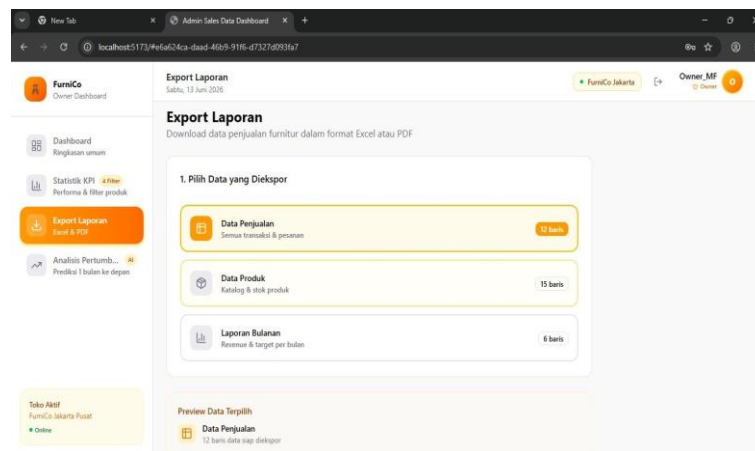 New Tab
Admin Sales Data Dashboard
localhost:5173/#e6a624ca-daad-46b9-91f6-d7327d093fa7
FurniCo
Owner Dashboard
Export Laporan
Sabtu, 13 Juni 2026
FurniCo Jakarta
Owner_MF
Owner
O
Dashboard
Ringkasan umum
Statistik KPI 4 Filter
Performa & filter produk
Export Laporan
Excel & PDF
Analisis Pertumb... AI
Prediksi 1 bulan ke depan
Toko Aktif
FurniCo Jakarta Pusat
Online
Export Laporan
Download data penjualan furnitur dalam format Excel atau PDF
1. Pilih Data yang Diekspor
Data Penjualan
Semua transaksi & pesanan
12 baris
Data Produk
Katalog & stok produk
15 baris
Laporan Bulanan
Revenue & target per bulan
6 baris
Preview Data Terpilih
Data Penjualan
12 baris data siap diekspor